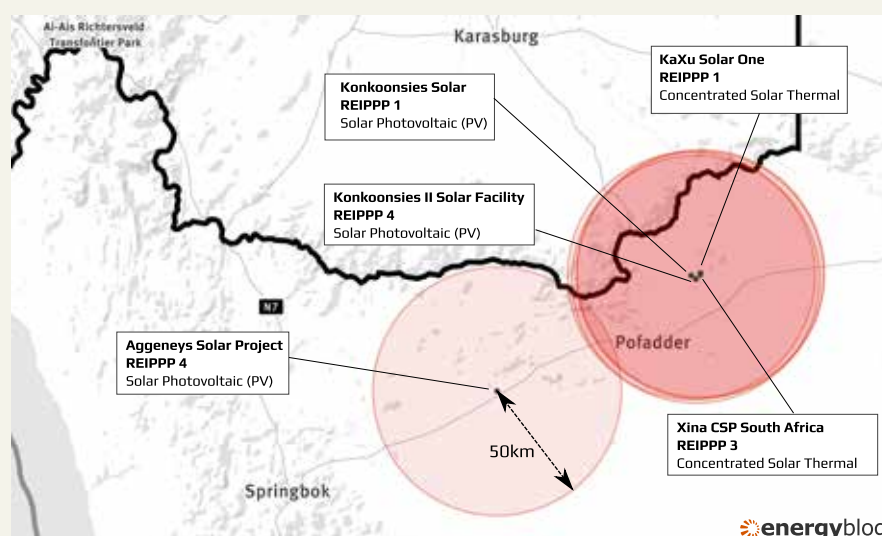 Ai-Ais Richtersveld
Transfontier Park
Karasburg
KaXu Solar One
REIPPP 1
Concentrated Solar Thermal
Konkoonsies Solar
REIPPP 1
Solar Photovoltaic (PV)
Konkoonsies II Solar Facility
REIPPP 4
Solar Photovoltaic (PV)
N7
Pofadder
Aggeneys Solar Project
REIPPP 4
Solar Photovoltaic (PV)
50km
Xina CSP South Africa
REIPPP 3
Concentrated Solar Thermal
Springbok
energybloc